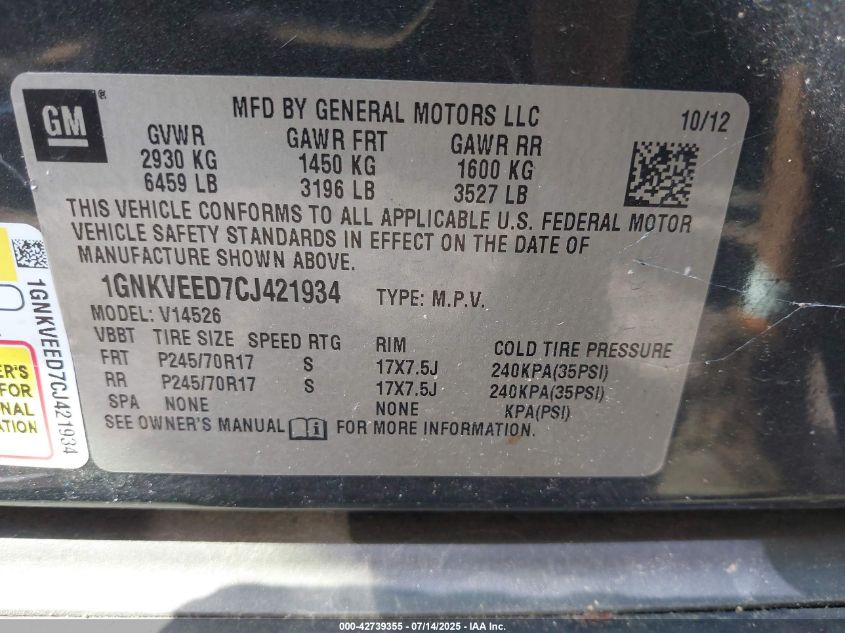 GM
®
MFD BY GENERAL MOTORS LLC
10/12
GVWR GAWR FRT GAWR RR
2930 KG 1450 KG 1600 KG
6459 LB 3196 LB 3527 LB
THIS VEHICLE CONFORMS TO ALL APPLICABLE U.S. FEDERAL MOTOR
VEHICLE SAFETY STANDARDS IN EFFECT ON THE DATE OF
MANUFACTURE SHOWN ABOVE.
1GNKVEED7CJ421934 TYPE: M.P.V.
MODEL: V14526
VBBT TIRE SIZE SPEED RTG RIM COLD TIRE PRESSURE
FRT P245/70R17 S 17X7.5J 240KPA(35PSI)
RR P245/70R17 S 17X7.5J 240KPA(35PSI)
SPA NONE NONE KPA(PSI)
SEE OWNER'S MANUAL FOR MORE INFORMATION.
1GNKVEED7CJ421934
ER'S
FOR
NAL
ATION
000-42739355 - 07/14/2025 - IAA Inc.